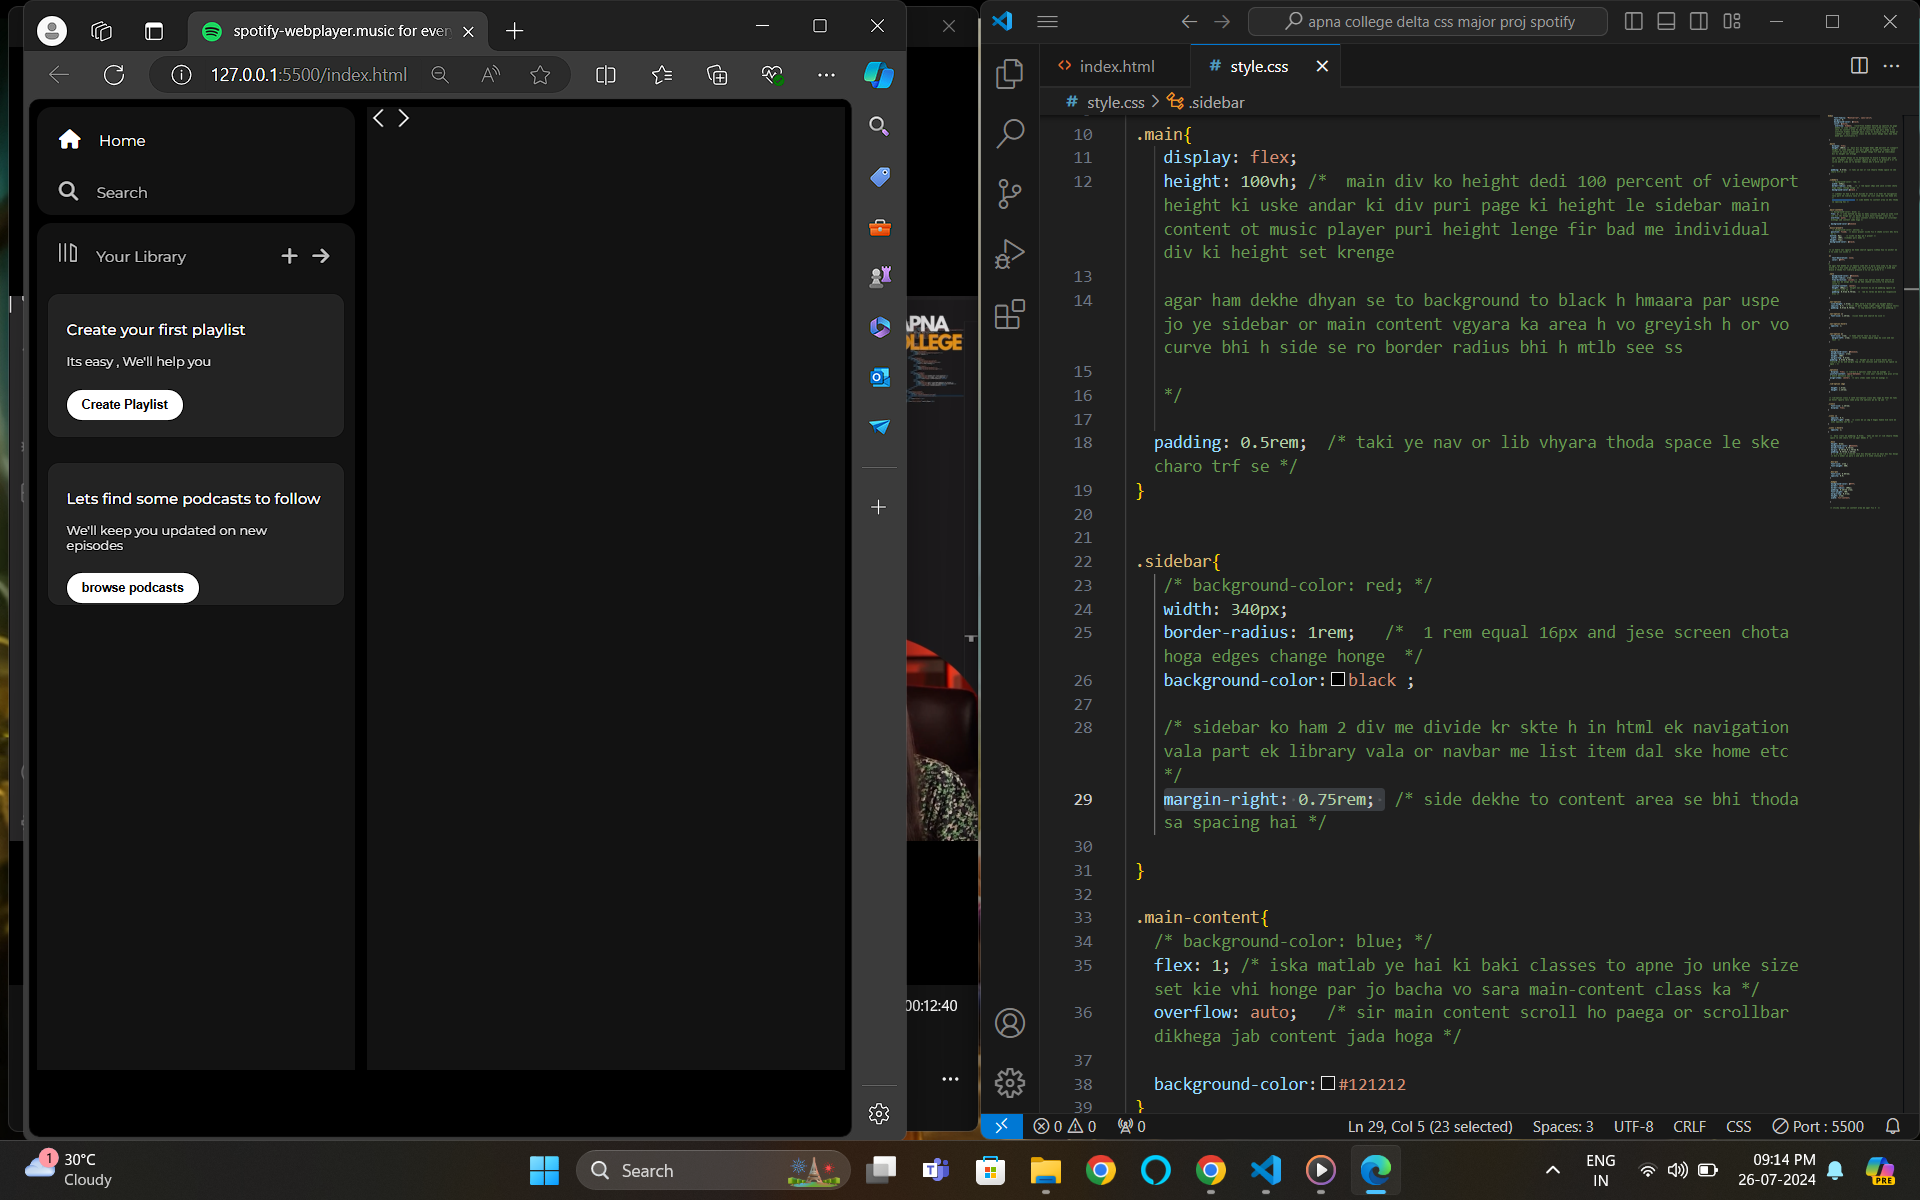 spotify-webplayer.music for ever
127.0.0.1:5500/index.html
Home
Search
Your Library
Create your first playlist
Its easy , We'll help you
Create Playlist
Lets find some podcasts to follow
We'll keep you updated on new
episodes
browse podcasts
APNA
COLLEGE
00:12:40
apna college delta css major proj spotify
index.html
# style.css
# style.css > .sidebar
10 .main{
11 display: flex;
12 height: 100vh; /* main div ko height dedi 100 percent of viewport
height ki uske andar ki div puri page ki height le sidebar main
content ot music player puri height lenge fir bad me individual
div ki height set krenge
13
14 agar ham dekhe dhyan se to background to black h hmaara par uspe
jo ye sidebar or main content vgyara ka area h vo greyish h or vo
curve bhi h side se ro border radius bhi h mtlb see ss
15
16 */
17
18 padding: 0.5rem; /* taki ye nav or lib vhyara thoda space le ske
charo trf se */
19 }
20
21
22 .sidebar{
23 /* background-color: red; */
24 width: 340px;
25 border-radius: 1rem; /* 1 rem equal 16px and jese screen chota
hoga edges change honge */
26 background-color: black ;
27
28 /* sidebar ko ham 2 div me divide kr skte h in html ek navigation
vala part ek library vala or navbar me list item dal ske home etc
*/
29 margin-right: 0.75rem; /* side dekhe to content area se bhi thoda
sa spacing hai */
30
31 }
32
33 .main-content{
34 /* background-color: blue; */
35 flex: 1; /* iska matlab ye hai ki baki classes to apne jo unke size
set kie vhi honge par jo bacha vo sara main-content class ka */
36 overflow: auto; /* sir main content scroll ho paega or scrollbar
dikhega jab content jada hoga */
37
38 background-color: #121212
39 }
0 0 0 Ln 29, Col 5 (23 selected) Spaces: 3 UTF-8 CRLF CSS Port : 5500
1
30°C
Cloudy
Search
ENG
IN
09:14 PM
26-07-2024
PRE